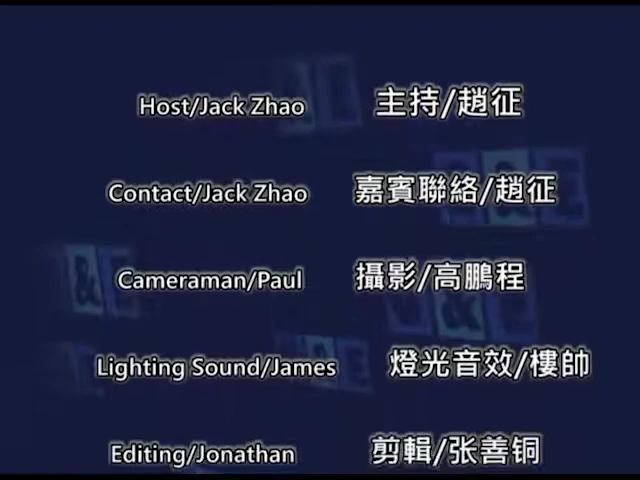 Host/Jack Zhao 主持/趙征
Contact/Jack Zhao 嘉賓聯絡/趙征
Cameraman/Paul 攝影/高鵬程
Lighting Sound/James 燈光音效/樓帥
Editing/Jonathan 剪輯/张善铜